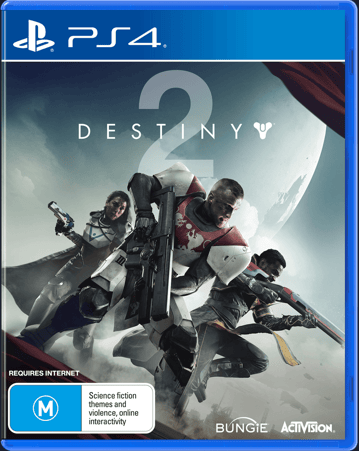 PS4
2
DESTINY
REQUIRES INTERNET
M
Science fiction
themes and
violence, online
interactivity
BUNGIE ACTIVISION.